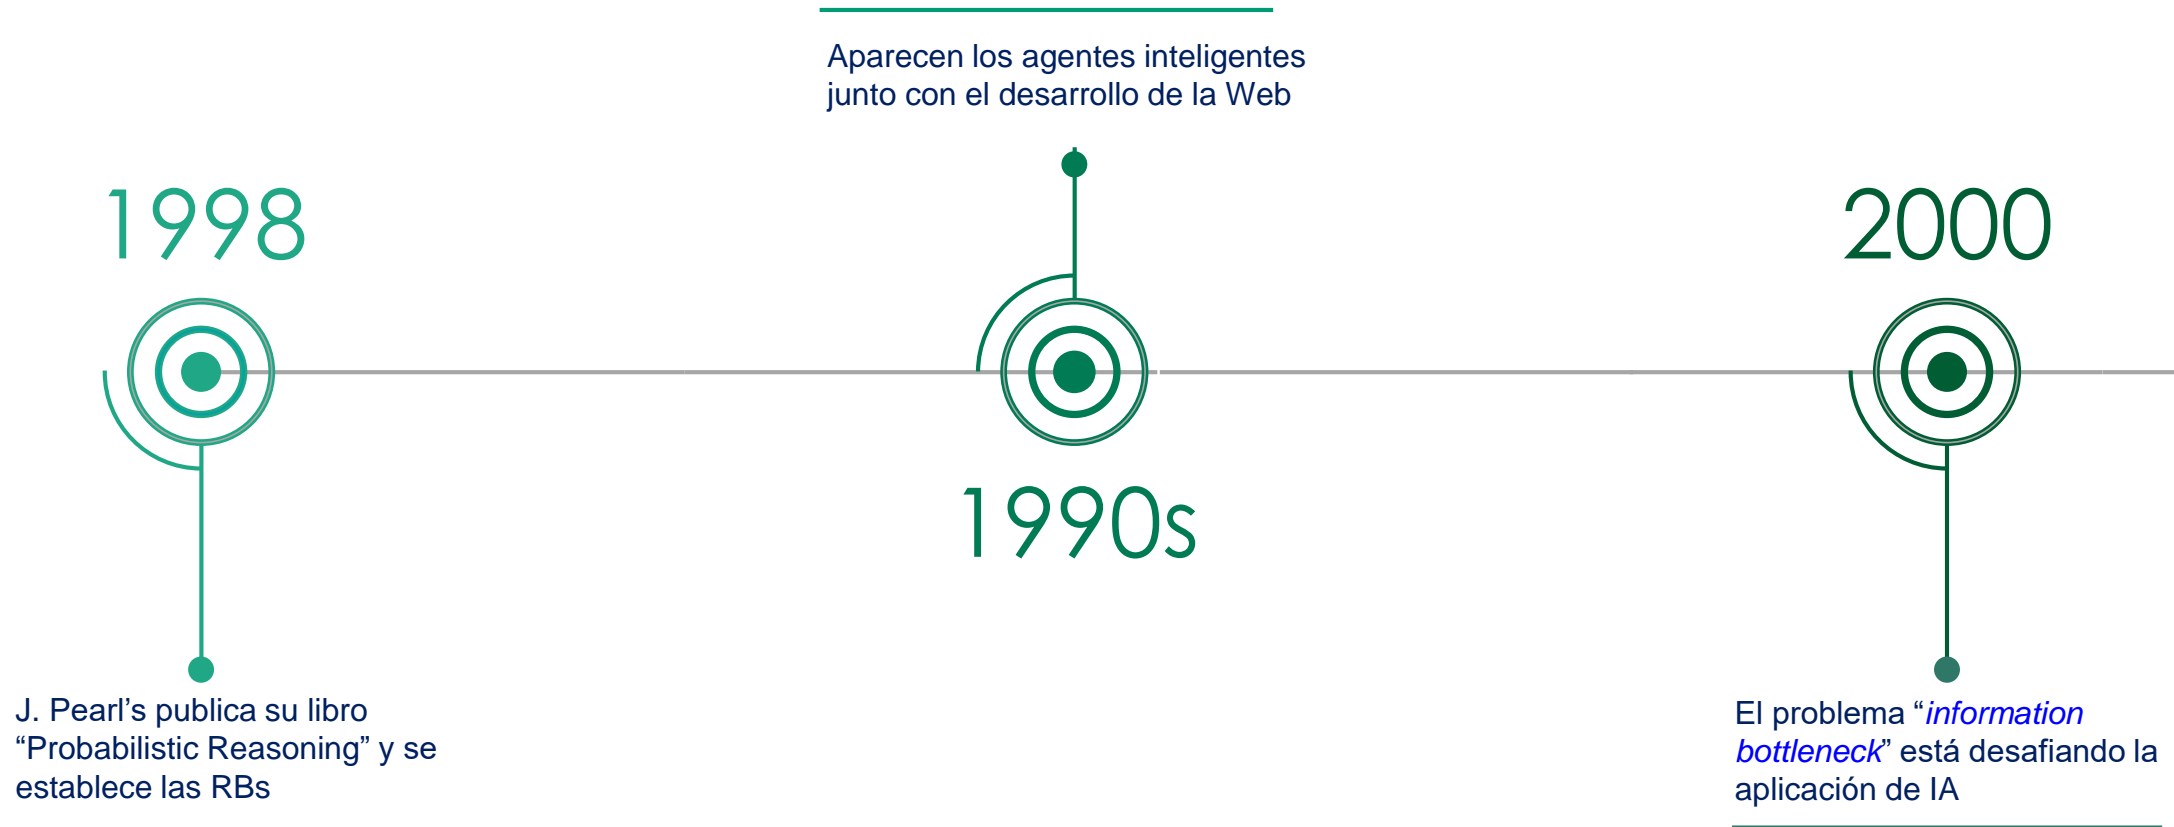 Aparecen los agentes inteligentes
junto con el desarrollo de la Web
1998
2000
1990s
J. Pearl’s publica su libro
“Probabilistic Reasoning” y se
establece las RBs
El problema “information
bottleneck” está desafiando la
aplicación de IA